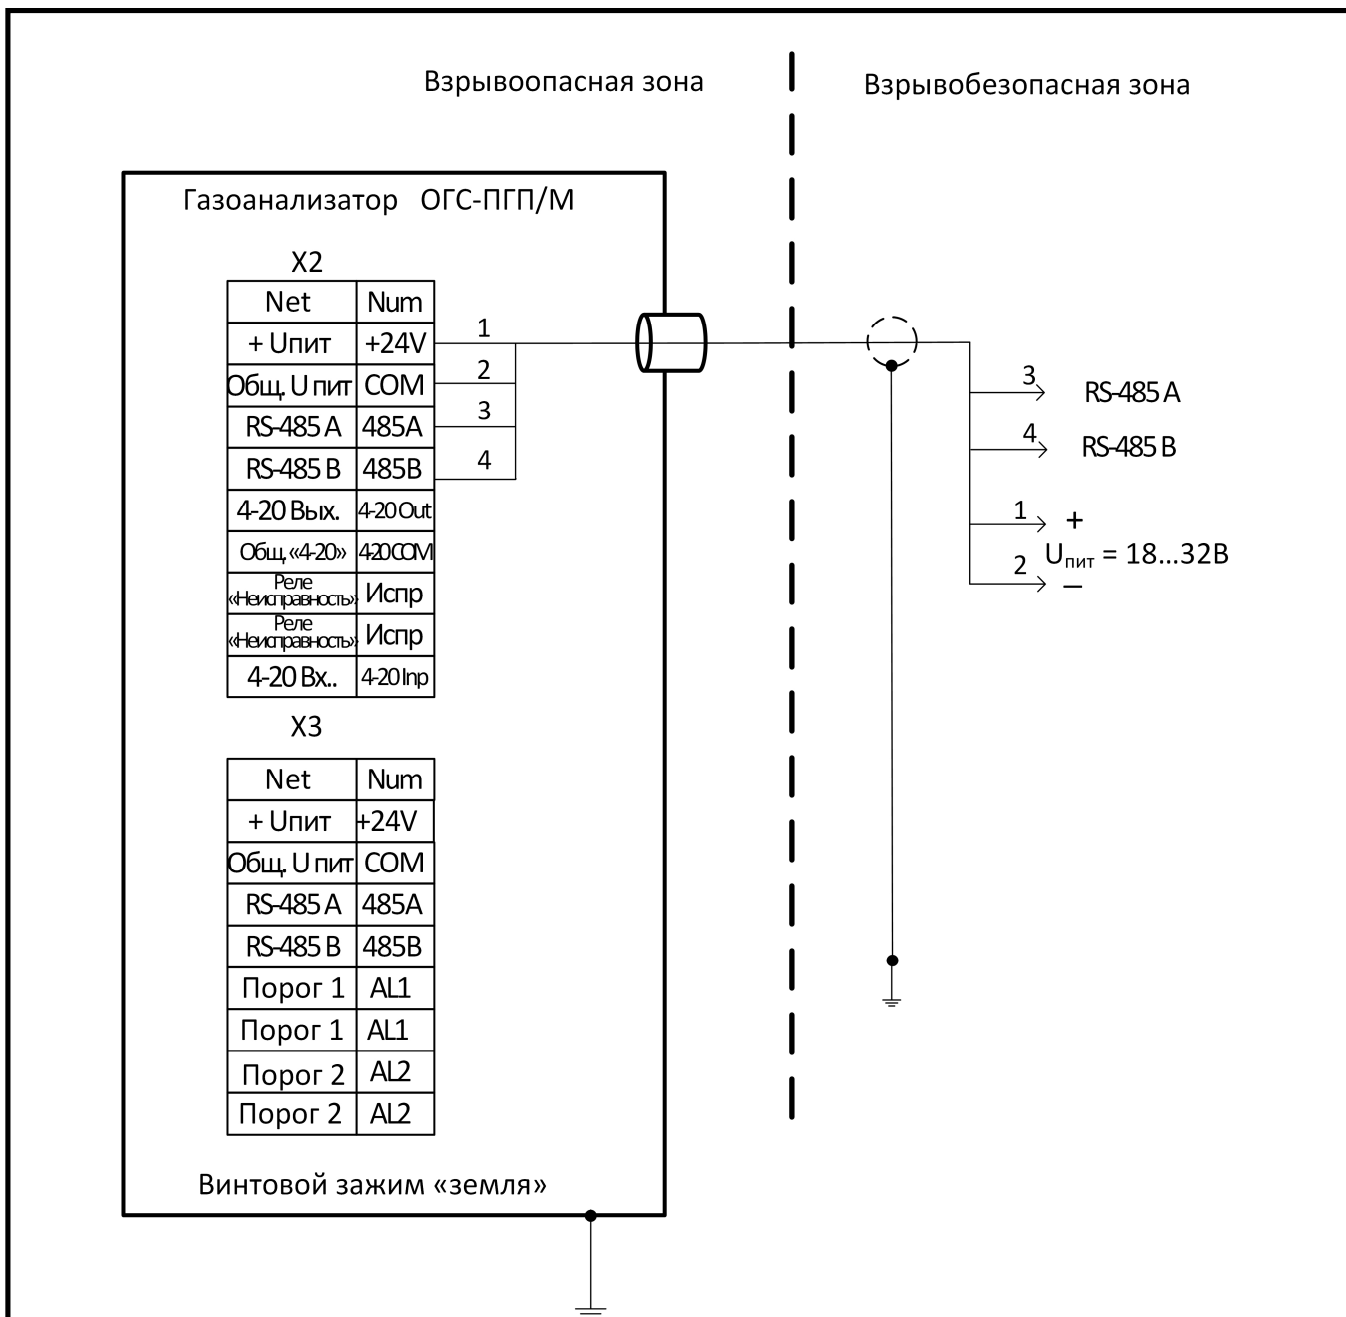 Взрывоопасная зона
Взрывобезопасная зона
Газоанализатор ОГС-ПГП/М
X2
Net Num
+ Uпит +24V
1
Общ. U пит COM
2
RS-485 A 485A
3
RS-485 B 485B
4
4-20 Вых. 4-20 Out
Общ. «4-20» 4-20 COM
Реле
«Неисправность» Испр
Реле
«Неисправность» Испр
4-20 Вх.. 4-20 Inp
X3
Net Num
+ Uпит +24V
Общ. U пит COM
RS-485 A 485A
RS-485 B 485B
Порог 1 AL1
Порог 1 AL1
Порог 2 AL2
Порог 2 AL2
Винтовой зажим «земля»
3 RS-485 A
4 RS-485 B
1 +
Uпит = 18...32В
2 –